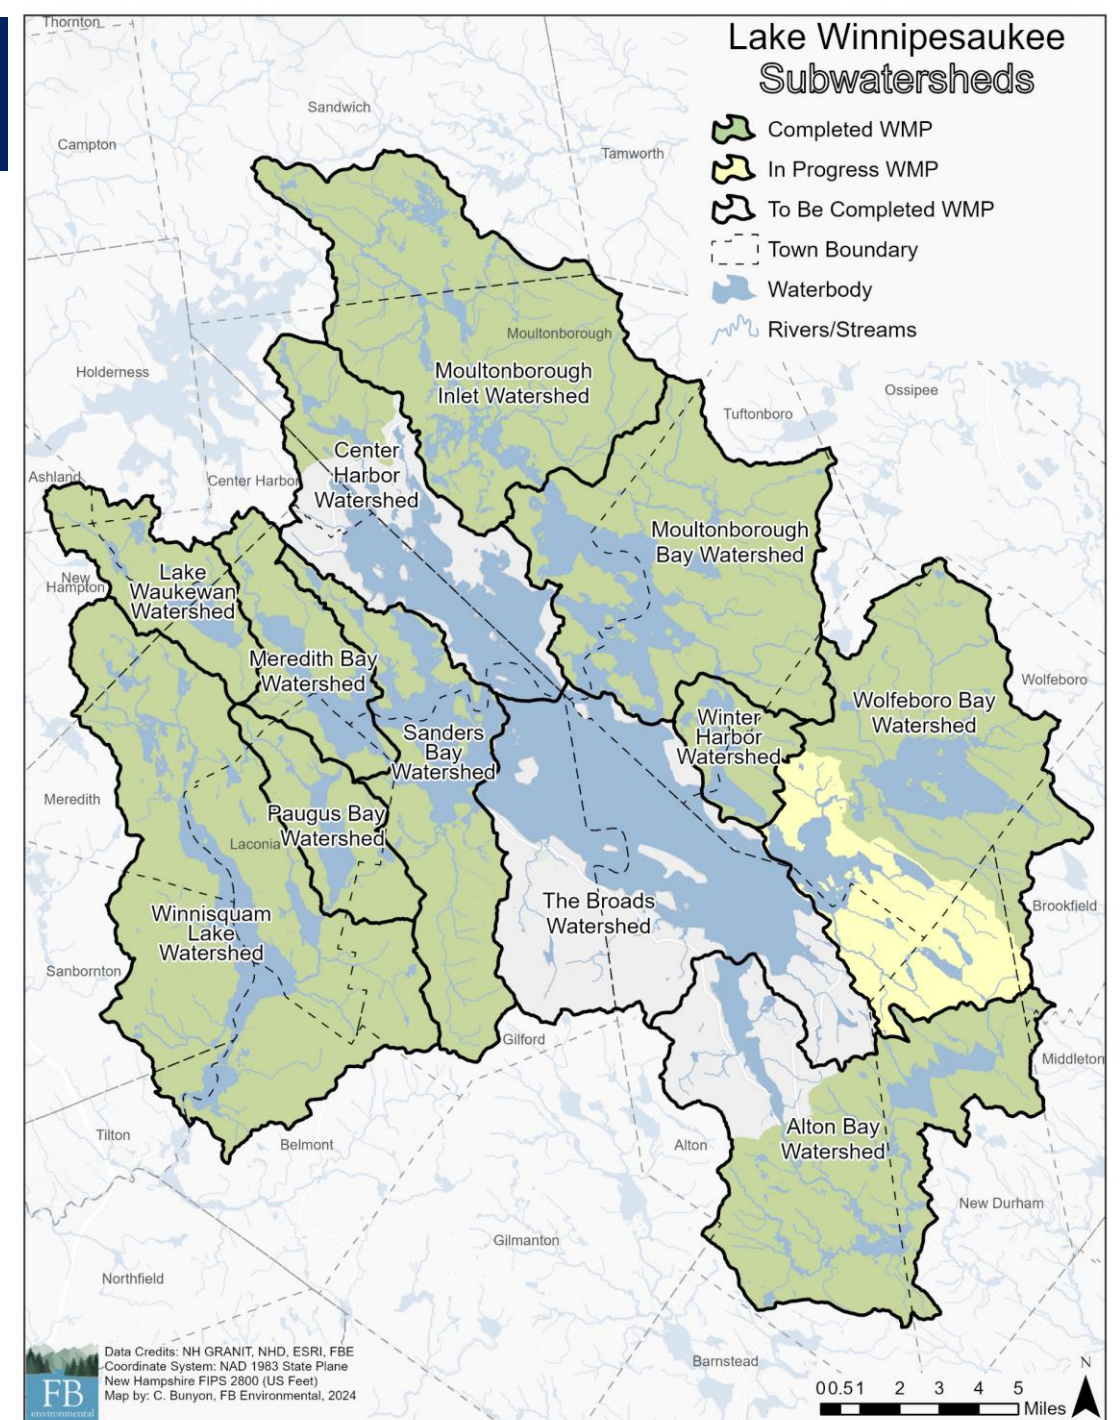 Lake Winnipesaukee
Subwatersheds
Completed WMP
In Progress WMP
To Be Completed WMP
Town Boundary
Waterbody
Rivers/Streams
Thornton
Sandwich
Campton
Tamworth
Moultonborough
Holderness
Moultonborough
Inlet Watershed
Ossipee
Tuftonboro
Center
Harbor
Watershed
Ashland
Center Harbor
Moultonborough
Bay Watershed
New
Hampton
Lake
Waukewan
Watershed
Meredith Bay
Watershed
Wolfeboro
Wolfeboro Bay
Watershed
Winter
Harbor
Watershed
Sanders
Bay
Watershed
Meredith
Paugus Bay
Watershed
Laconia
The Broads
Watershed
Brookfield
Winnisquam
Lake
Watershed
Sanbornton
Gilford
Middleton
Tilton
Belmont
Alton
Alton Bay
Watershed
New Durham
Gilmanton
Northfield
Barnstead
Data Credits: NH GRANIT, NHD, ESRI, FBE
Coordinate System: NAD 1983 State Plane
New Hampshire FIPS 2800 (US Feet)
Map by: C. Bunyon, FB Environmental, 2024
FB
environmental
N
0 0.5 1 2 3 4 5
Miles